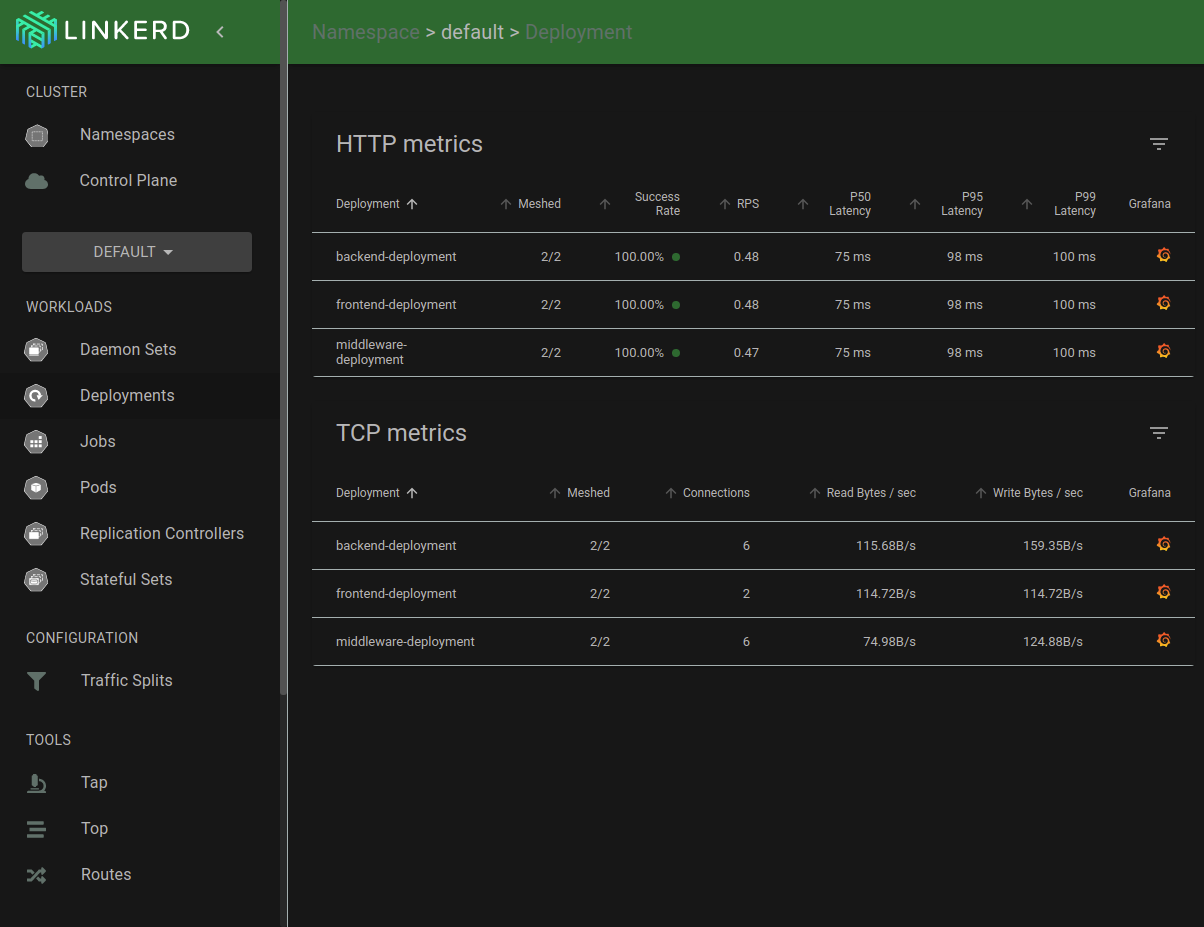 LINKERD
Namespace > default > Deployment
CLUSTER
Namespaces
Control Plane
DEFAULT
WORKLOADS
Daemon Sets
Deployments
Jobs
Pods
Replication Controllers
Stateful Sets
CONFIGURATION
Traffic Splits
TOOLS
Tap
Top
Routes
HTTP metrics
Deployment Meshed Success Rate RPS P50 Latency P95 Latency P99 Latency Grafana
backend-deployment 2/2 100.00% 0.48 75 ms 98 ms 100 ms
frontend-deployment 2/2 100.00% 0.48 75 ms 98 ms 100 ms
middleware-deployment 2/2 100.00% 0.47 75 ms 98 ms 100 ms
TCP metrics
Deployment Meshed Connections Read Bytes / sec Write Bytes / sec Grafana
backend-deployment 2/2 6 115.68B/s 159.35B/s
frontend-deployment 2/2 2 114.72B/s 114.72B/s
middleware-deployment 2/2 6 74.98B/s 124.88B/s